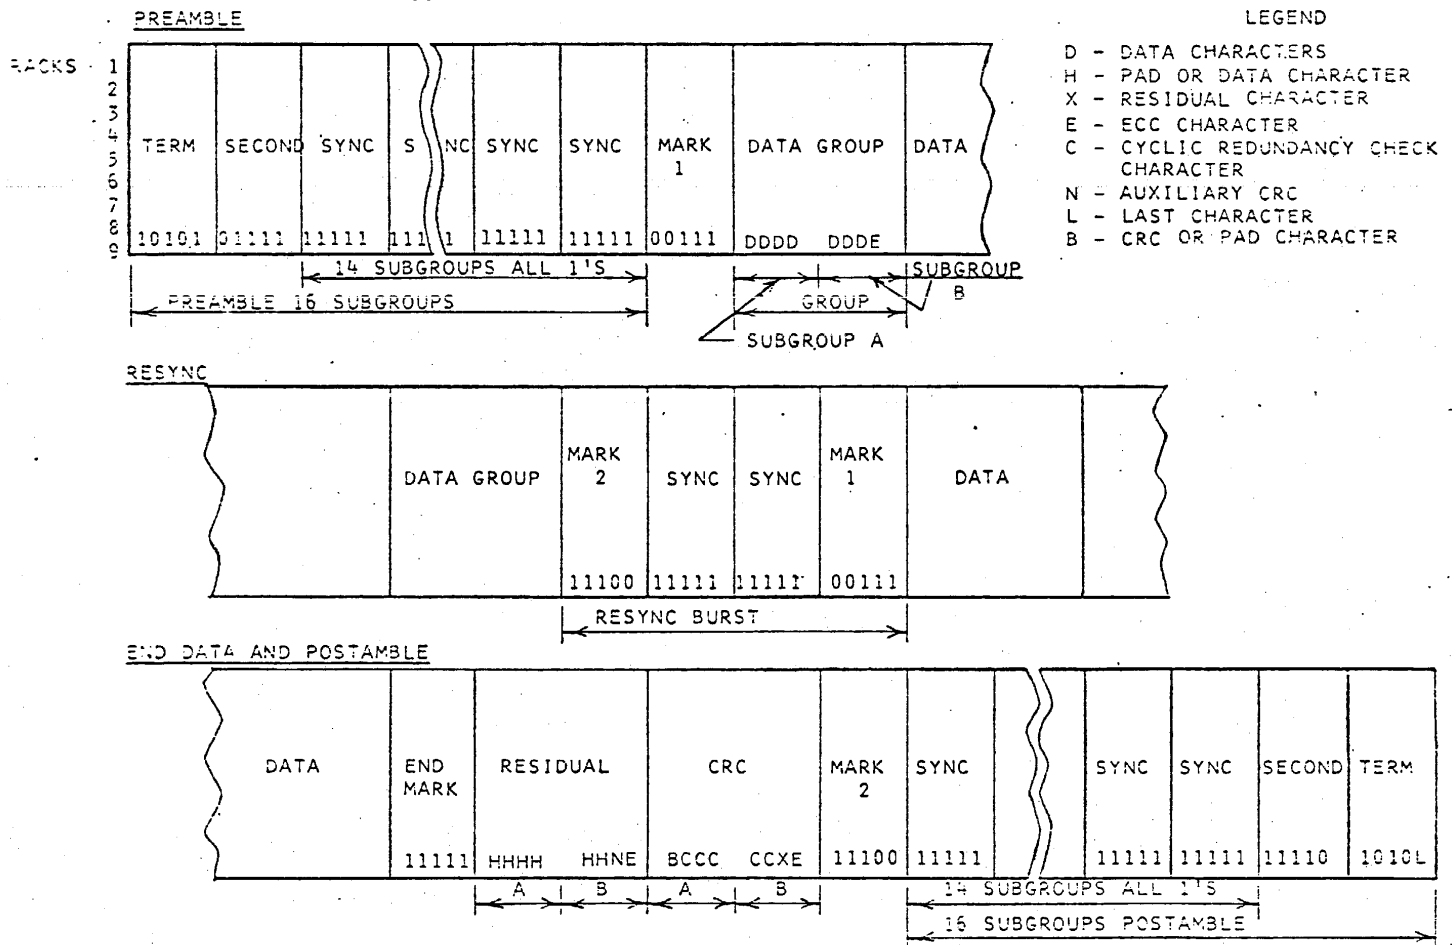 PREAMBLE
LEGEND
D - DATA CHARACTERS
H - PAD OR DATA CHARACTER
X - RESIDUAL CHARACTER
E - ECC CHARACTER
C - CYCLIC REDUNDANCY CHECK
CHARACTER
N - AUXILIARY CRC
L - LAST CHARACTER
B - CRC OR PAD CHARACTER
RACKS 1
2
3
4
5
6
7
8
9
TERM SECOND SYNC S NC SYNC SYNC MARK 1 DATA GROUP DATA
10101 01111 11111 111 1 11111 11111 00111 DDDD DDDE
14 SUBGROUPS ALL 1'S
SUBGROUP
B
PREAMBLE 16 SUBGROUPS
GROUP
SUBGROUP A
RESYNC
DATA GROUP MARK 2 SYNC SYNC MARK 1 DATA
11100 11111 11111 00111
RESYNC BURST
END DATA AND POSTAMBLE
DATA END MARK RESIDUAL CRC MARK 2 SYNC SYNC SYNC SECOND TERM
11111 HHHH HHNE BCCC CCXE 11100 11111 11111 11111 11110 1010L
A B A B
14 SUBGROUPS ALL 1'S
16 SUBGROUPS POSTAMBLE